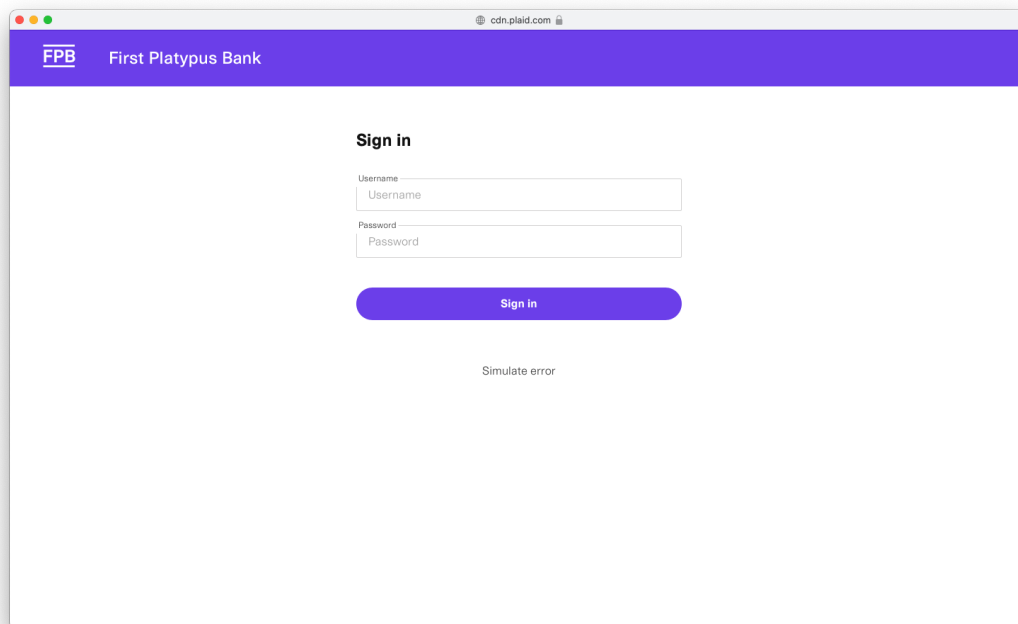 cdn.plaid.com
FPB First Platypus Bank
Sign in
Username
Username
Password
Password
Sign in
Simulate error